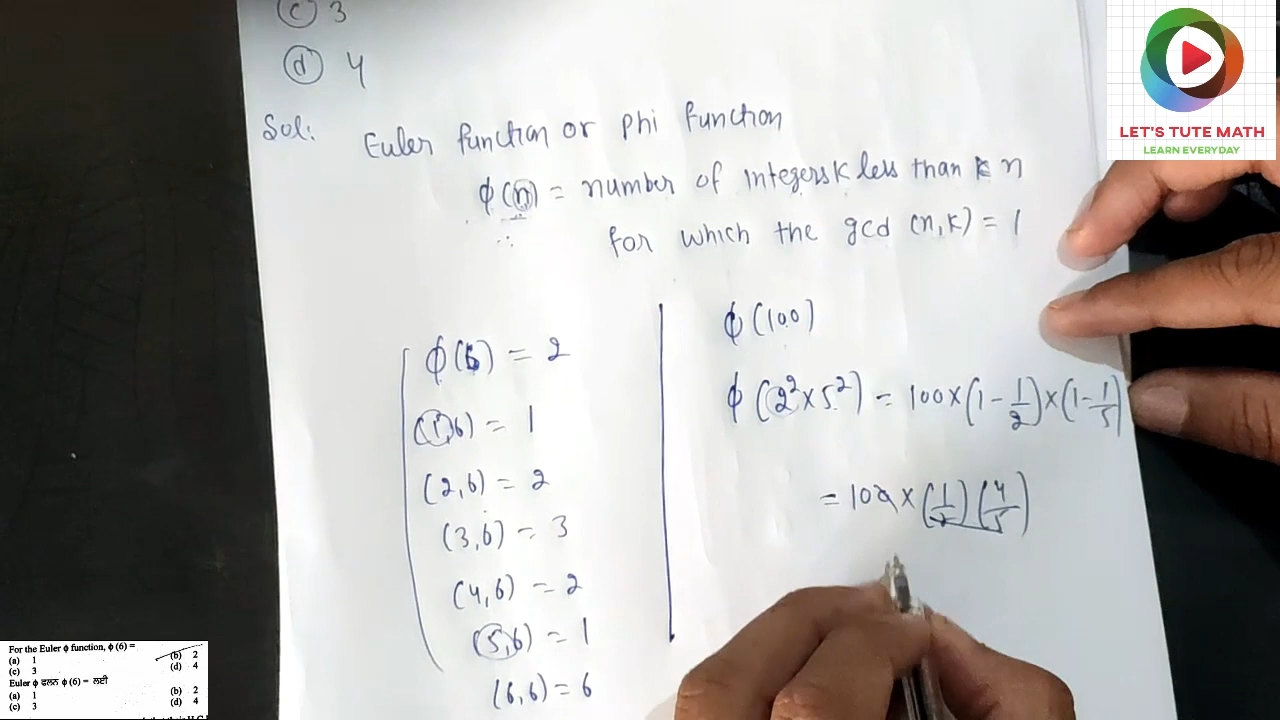 (c) 3
(d) 4
Sol: Euler function or phi function
φ(n) = number of integers k less than n
for which the gcd (n,k) = 1
φ(6) = 2
(1,6) = 1
(2,6) = 2
(3,6) = 3
(4,6) = 2
(5,6) = 1
(6,6) = 6
φ(100)
φ(2²×5²) = 100×(1-1/2)×(1-1/5)
= 100×(1/2)(4/5)
LET'S TUTE MATH
LEARN EVERYDAY
For the Euler ϕ function, ϕ (6) =
(a) 1 (b) 2
(c) 3 (d) 4
Euler ϕ ਫਲਨ ϕ (6) = ਲਈ
(a) 1 (b) 2
(c) 3 (d) 4